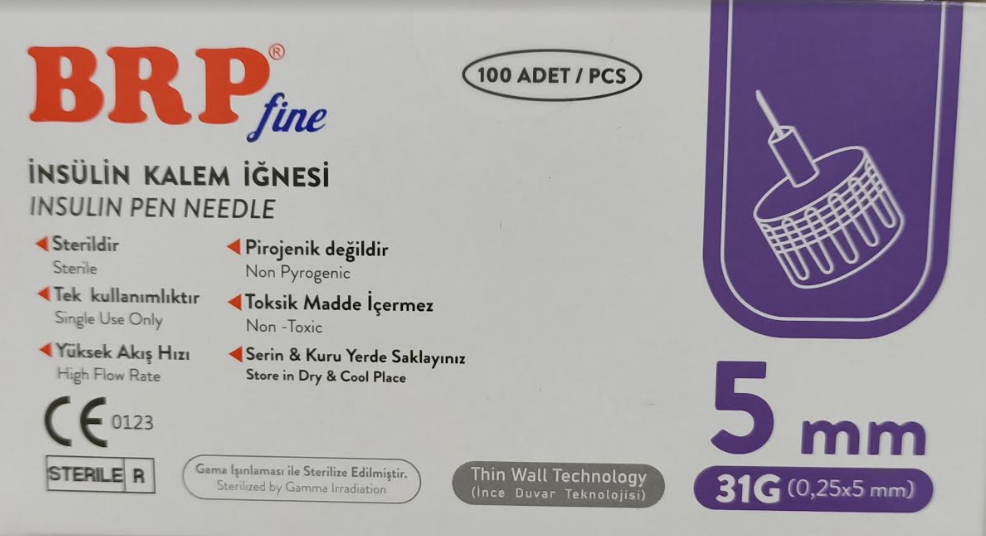 BRP® fine
100 ADET / PCS
İNSÜLİN KALEM İĞNESİ
INSULIN PEN NEEDLE
Sterildir
Sterile
Tek kullanımlıktır
Single Use Only
Yüksek Akış Hızı
High Flow Rate
Pirojenik değildir
Non Pyrogenic
Toksik Madde İçermez
Non -Toxic
Serin & Kuru Yerde Saklayınız
Store in Dry & Cool Place
CE 0123
STERILE R
Gama Işınlaması ile Sterilize Edilmiştir.
Sterilized by Gamma Irradiation
Thin Wall Technology
(İnce Duvar Teknolojisi)
5 mm
31G (0,25x5 mm)